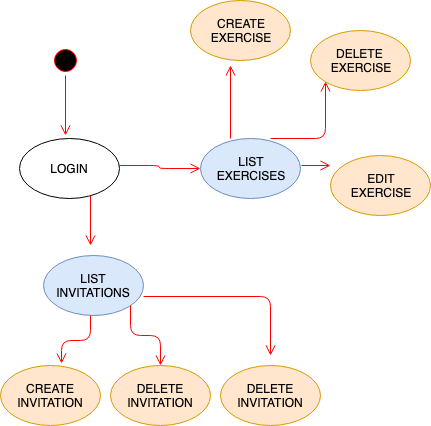 CREATE
EXERCISE
DELETE
EXERCISE
LOGIN
LIST
EXERCISES
EDIT
EXERCISE
LIST
INVITATIONS
CREATE
INVITATION
DELETE
INVITATION
DELETE
INVITATION